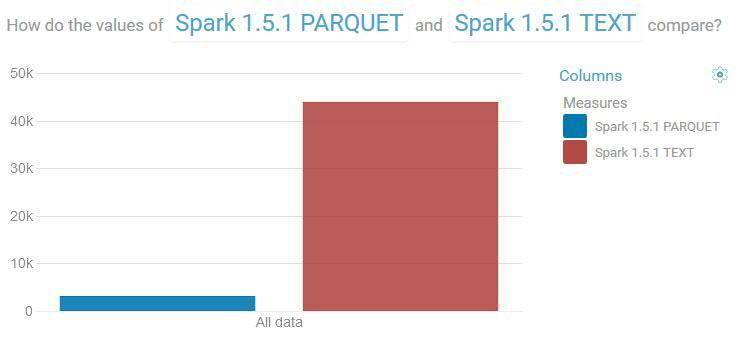 How do the values of Spark 1.5.1 PARQUET and Spark 1.5.1 TEXT compare?
50k
40k
30k
20k
10k
0
All data
Columns
Measures
Spark 1.5.1 PARQUET
Spark 1.5.1 TEXT